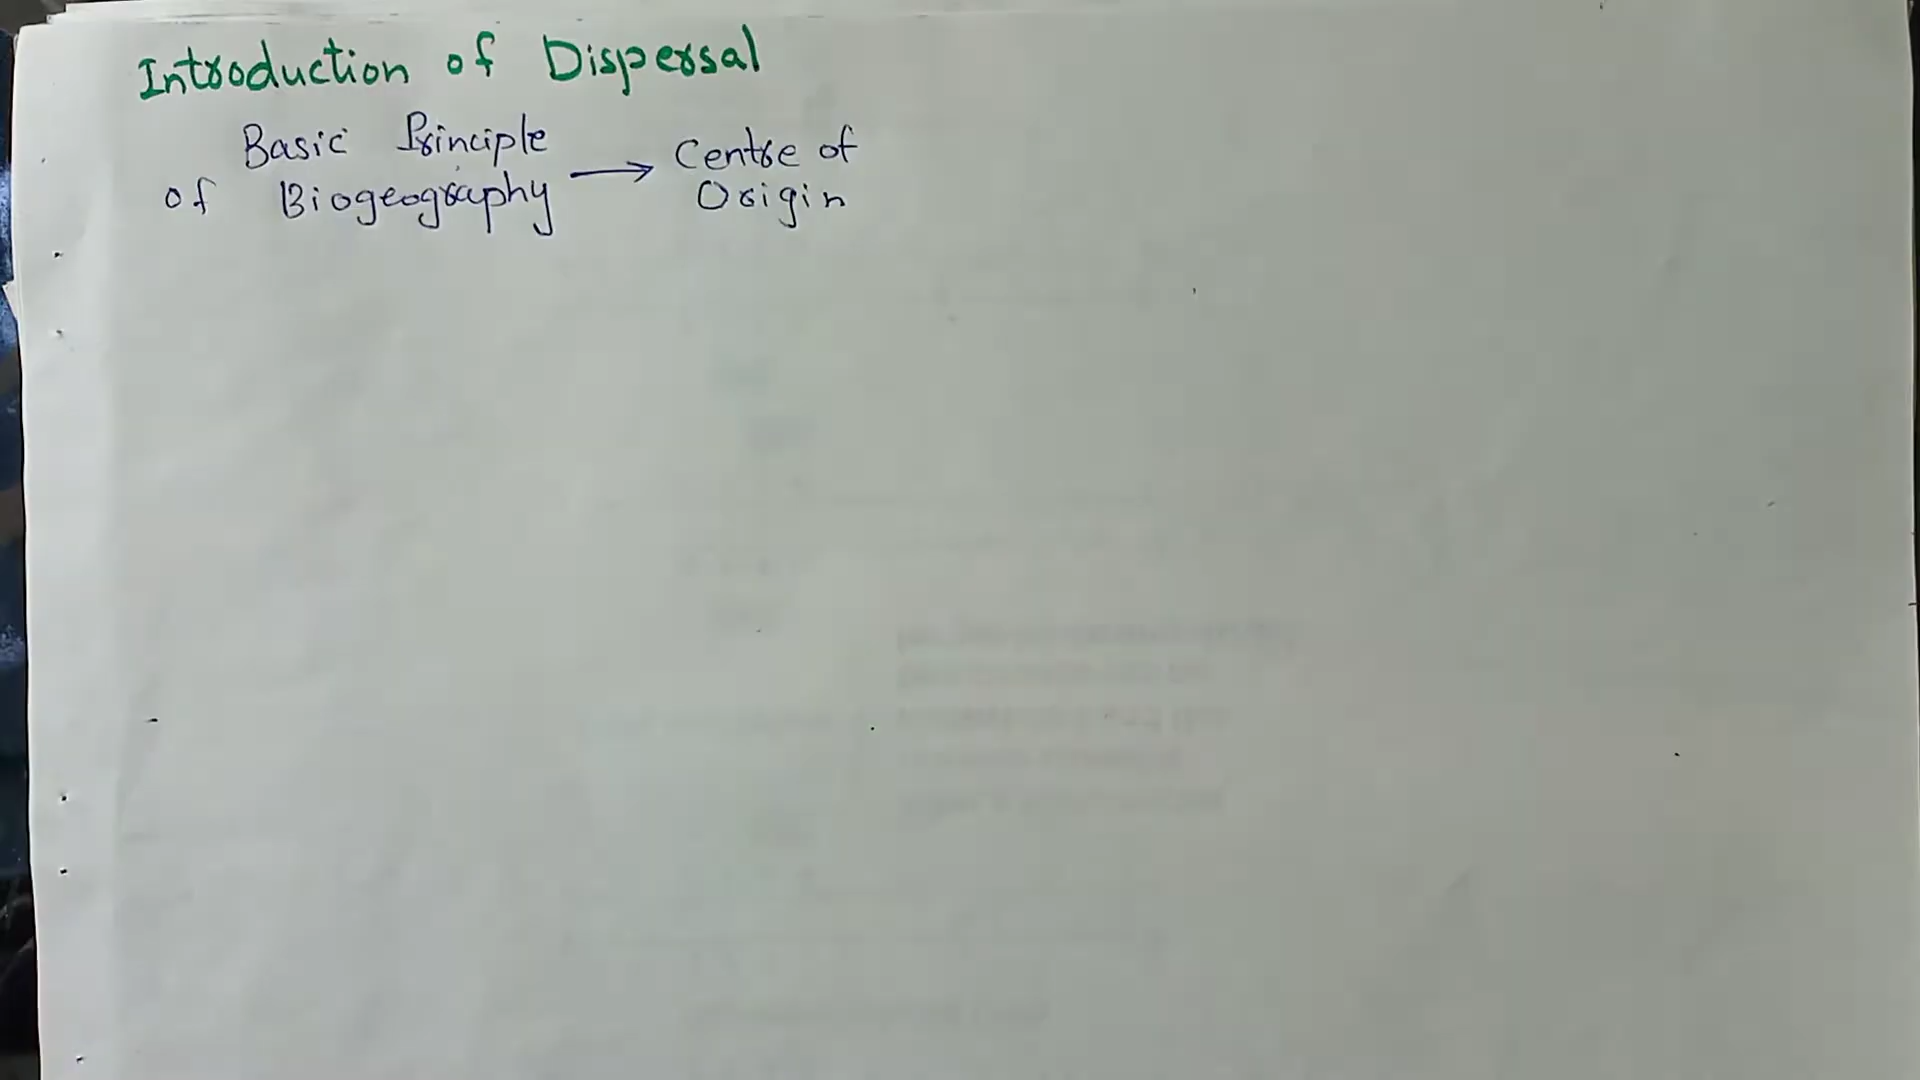 Introduction of Dispersal
Basic Principle
of Biogeography → Centre of
Origin